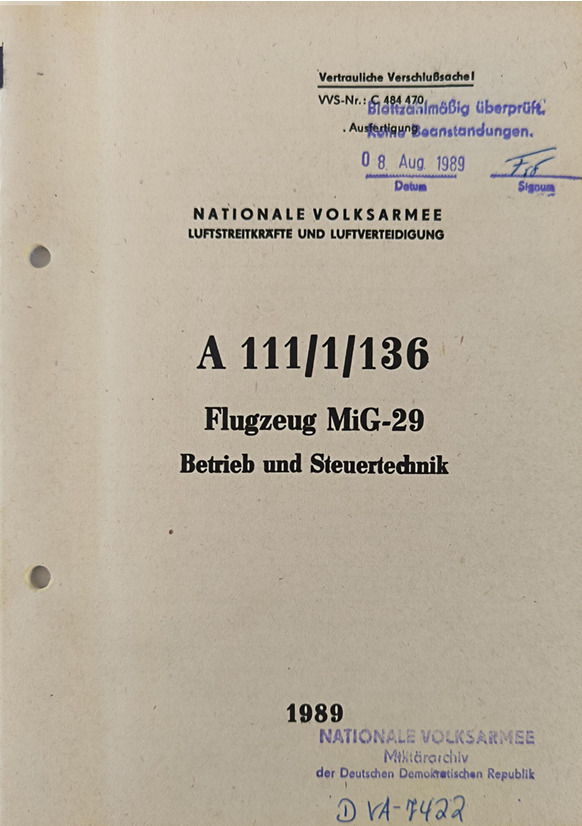 Vertrauliche Verschlußsache!
VVS-Nr.: C 484 470
. Ausfertigung
Blattzahlmäßig überprüft.
Keine Beanstandungen.
08. Aug. 1989
Datum Signum
NATIONALE VOLKSARMEE
LUFTSTREITKRÄFTE UND LUFTVERTEIDIGUNG
A 111/1/136
Flugzeug MiG-29
Betrieb und Steuertechnik
1989
NATIONALE VOLKSARMEE
Militärarchiv
der Deutschen Demokratischen Republik
D VA-7422